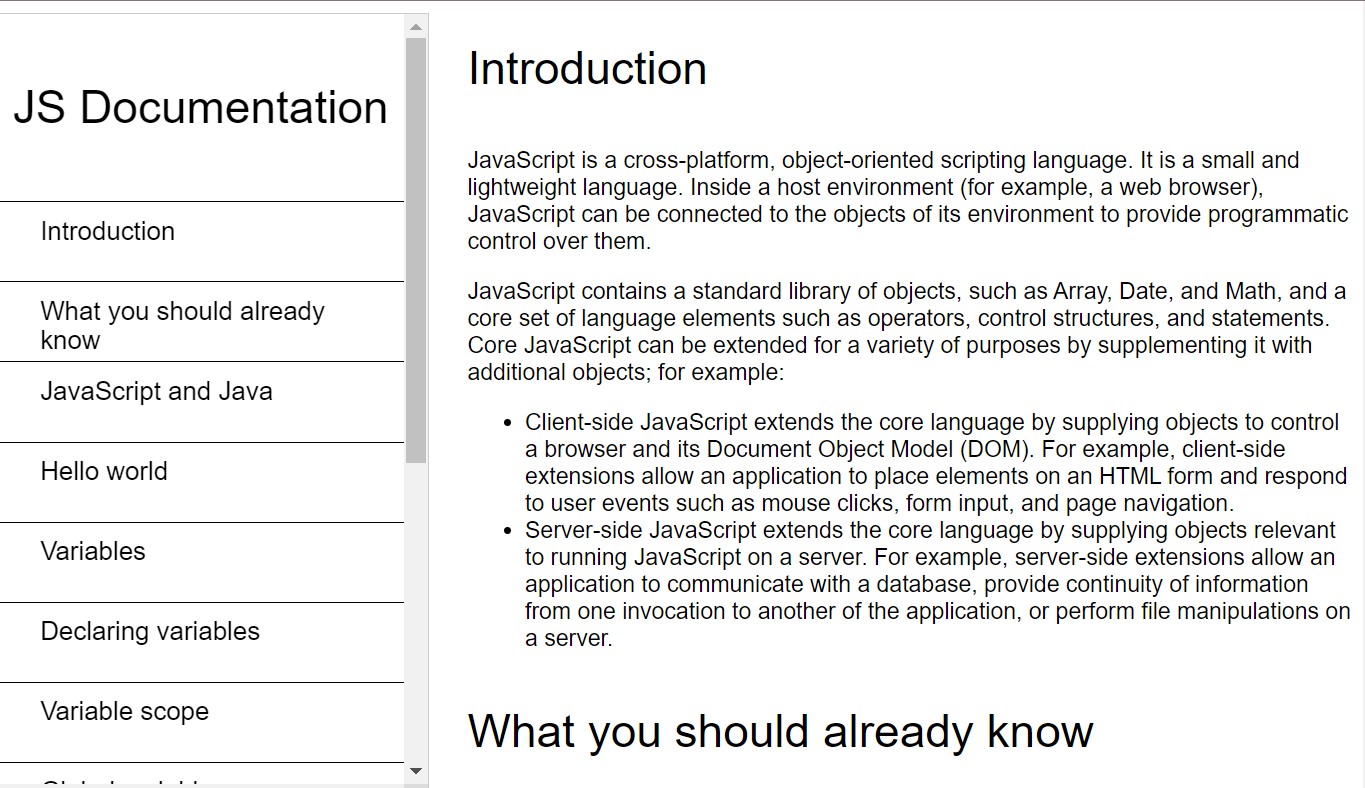 JS Documentation
Introduction
What you should already
know
JavaScript and Java
Hello world
Variables
Declaring variables
Variable scope
Introduction
JavaScript is a cross-platform, object-oriented scripting language. It is a small and
lightweight language. Inside a host environment (for example, a web browser),
JavaScript can be connected to the objects of its environment to provide programmatic
control over them.
JavaScript contains a standard library of objects, such as Array, Date, and Math, and a
core set of language elements such as operators, control structures, and statements.
Core JavaScript can be extended for a variety of purposes by supplementing it with
additional objects; for example:
• Client-side JavaScript extends the core language by supplying objects to control
a browser and its Document Object Model (DOM). For example, client-side
extensions allow an application to place elements on an HTML form and respond
to user events such as mouse clicks, form input, and page navigation.
• Server-side JavaScript extends the core language by supplying objects relevant
to running JavaScript on a server. For example, server-side extensions allow an
application to communicate with a database, provide continuity of information
from one invocation to another of the application, or perform file manipulations on
a server.
What you should already know